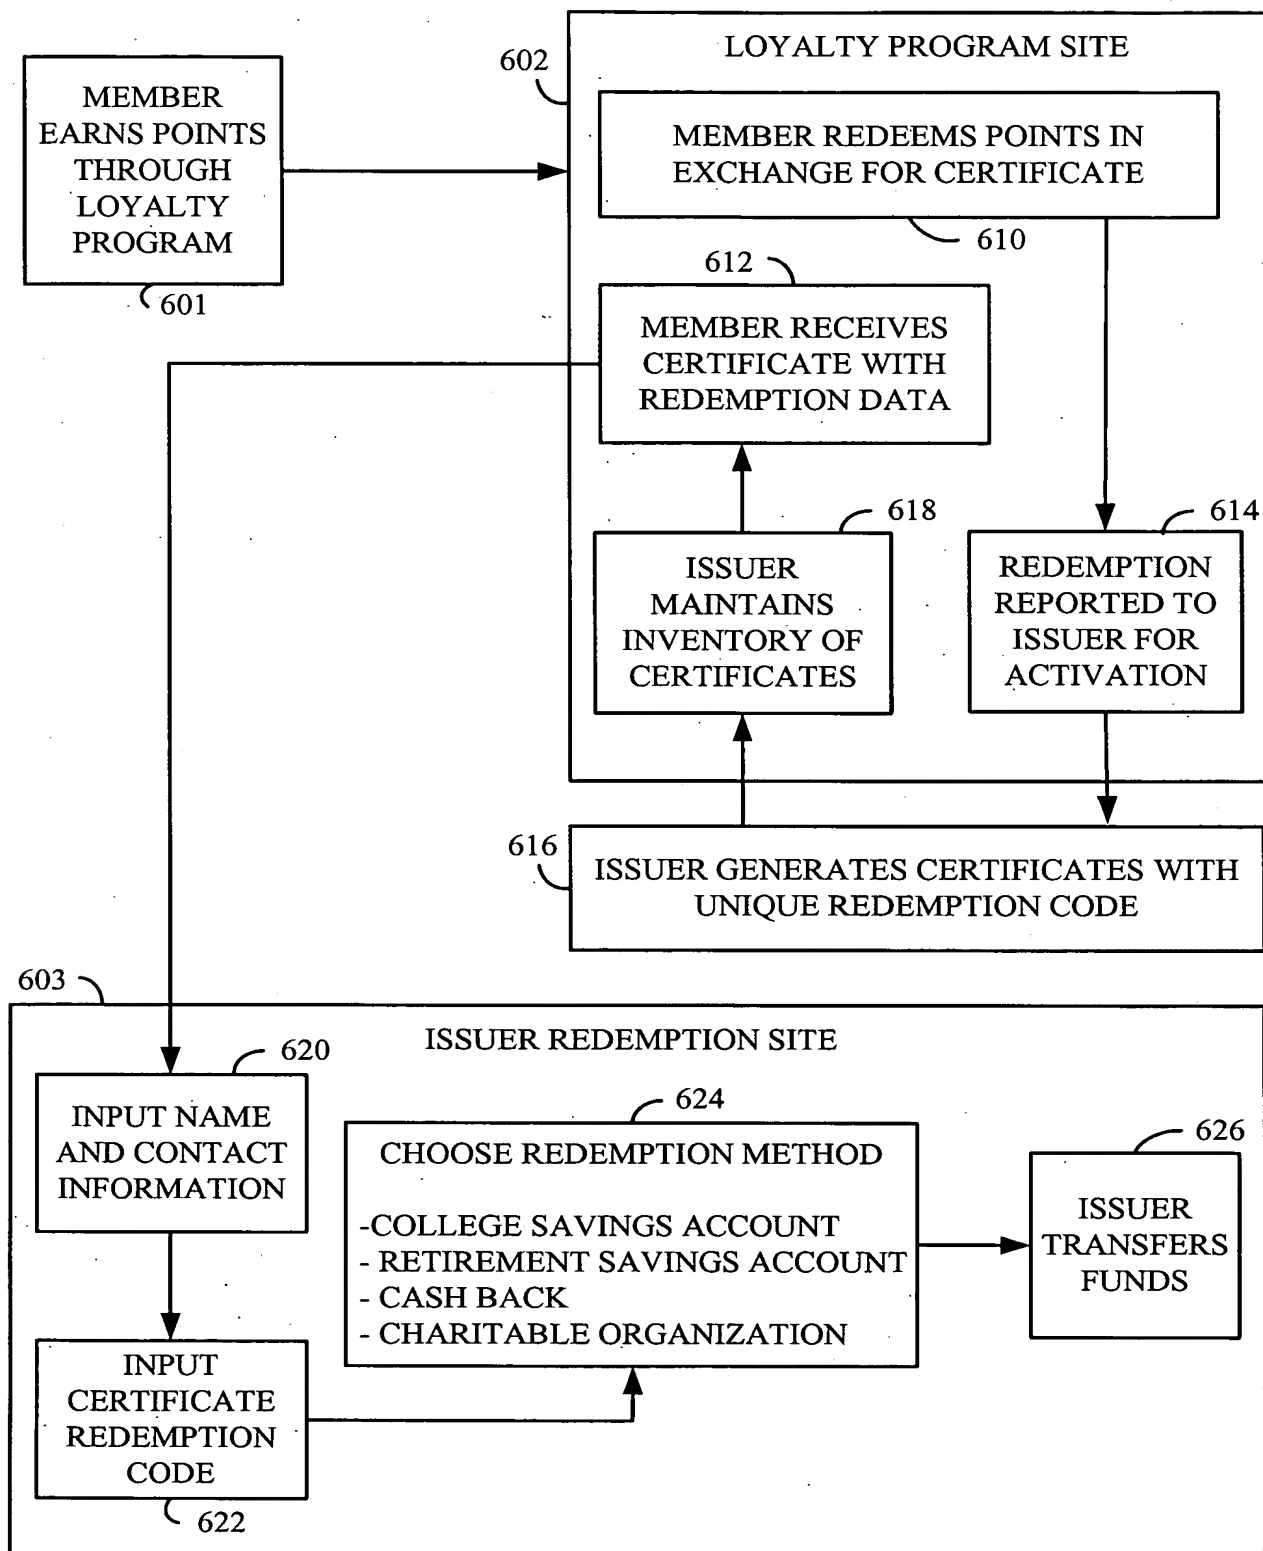 LOYALTY PROGRAM SITE
602
MEMBER
EARNS POINTS
THROUGH
LOYALTY
PROGRAM
601
MEMBER REDEEMS POINTS IN
EXCHANGE FOR CERTIFICATE
610
612
MEMBER RECEIVES
CERTIFICATE WITH
REDEMPTION DATA
618
ISSUER
MAINTAINS
INVENTORY OF
CERTIFICATES
614
REDEMPTION
REPORTED TO
ISSUER FOR
ACTIVATION
616
ISSUER GENERATES CERTIFICATES WITH
UNIQUE REDEMPTION CODE
603
ISSUER REDEMPTION SITE
620
INPUT NAME
AND CONTACT
INFORMATION
INPUT
CERTIFICATE
REDEMPTION
CODE
622
624
CHOOSE REDEMPTION METHOD
-COLLEGE SAVINGS ACCOUNT
- RETIREMENT SAVINGS ACCOUNT
- CASH BACK
- CHARITABLE ORGANIZATION
626
ISSUER
TRANSFERS
FUNDS